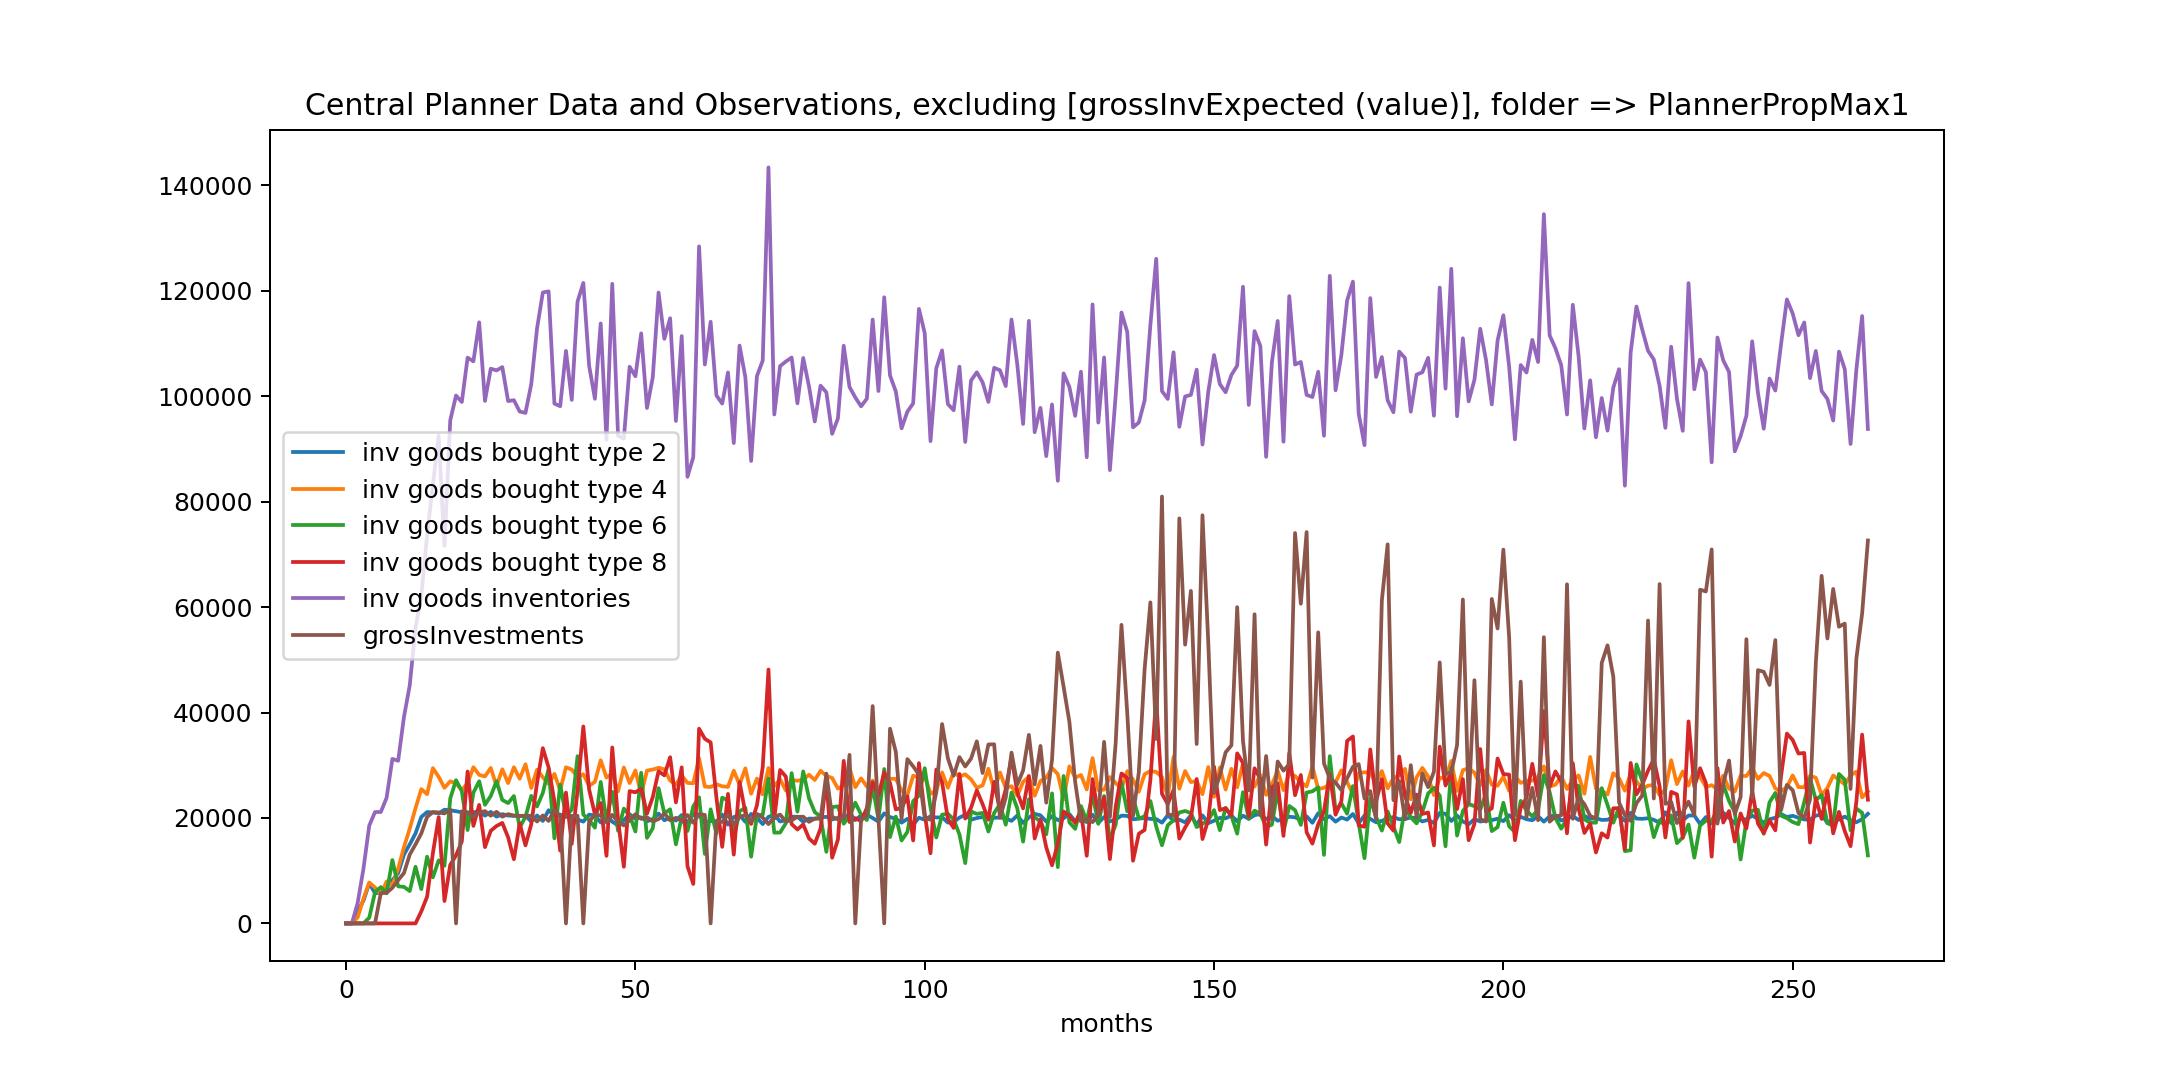 Central Planner Data and Observations, excluding [grossInvExpected (value)], folder => PlannerPropMax1
140000
120000
100000
80000
60000
40000
20000
0
inv goods bought type 2
inv goods bought type 4
inv goods bought type 6
inv goods bought type 8
inv goods inventories
grossInvestments
0 50 100 150 200 250
months